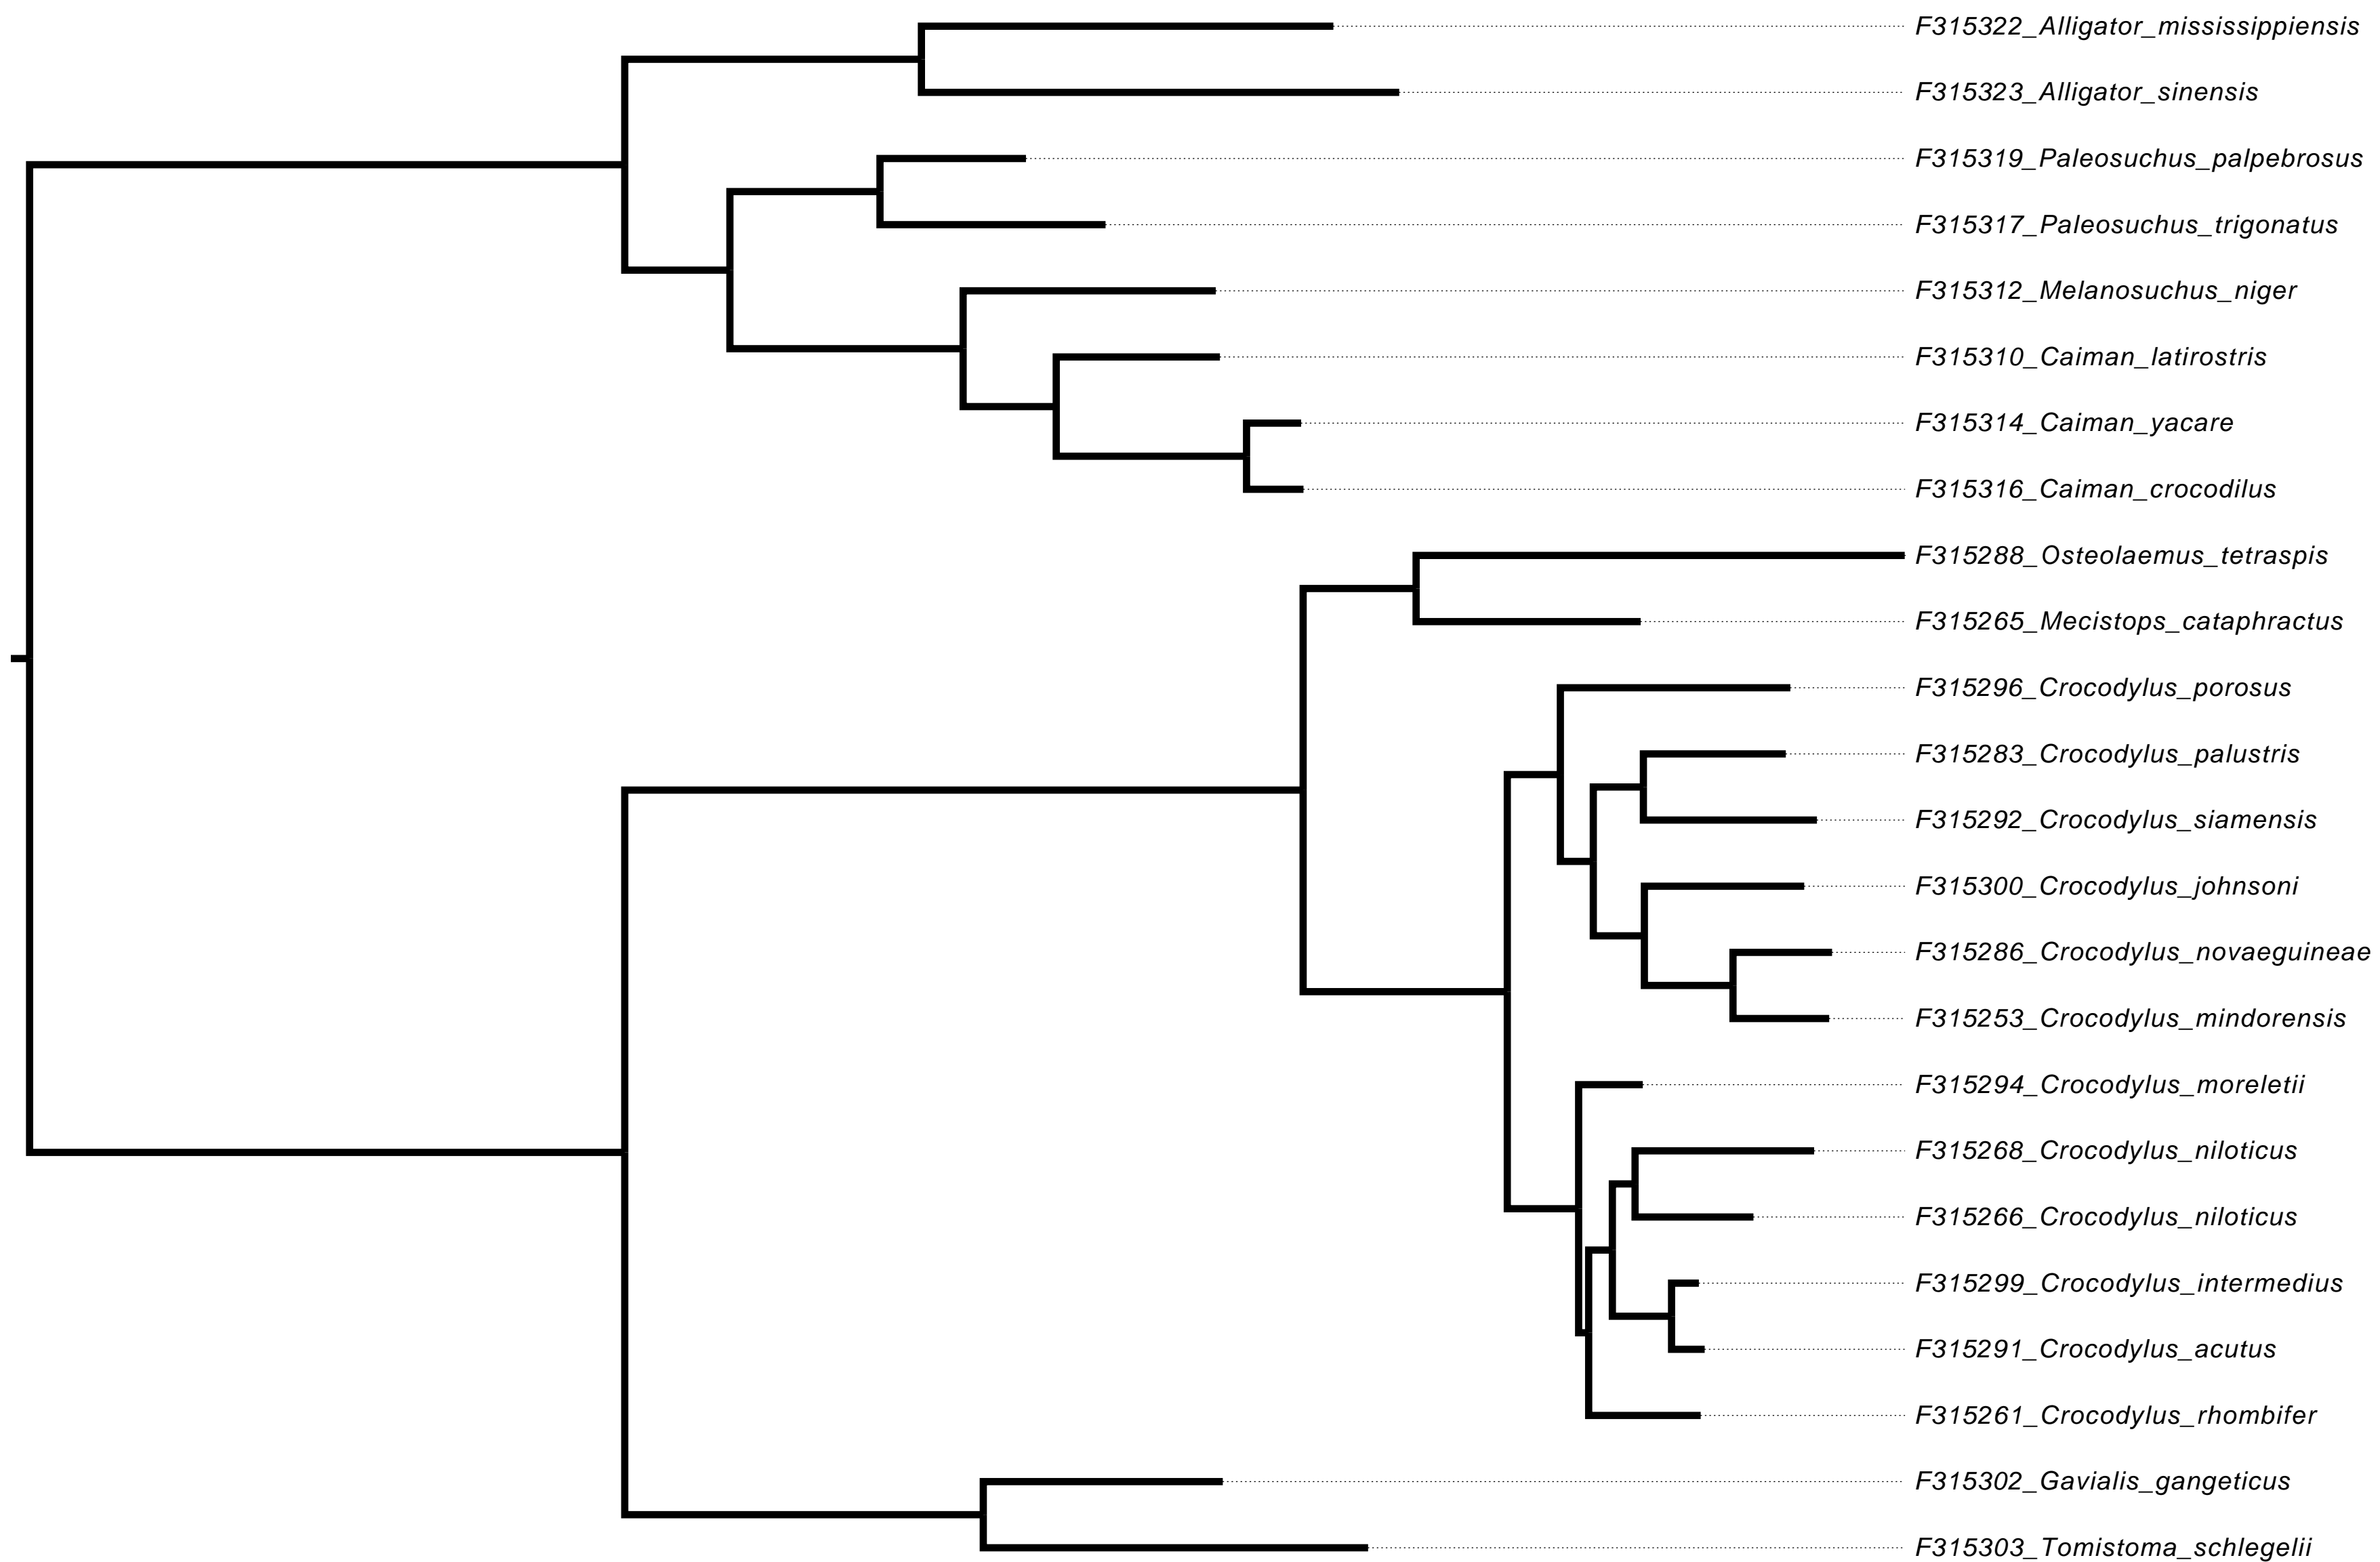 F315322_Alligator_mississippiensis
F315323_Alligator_sinensis
F315319_Paleosuchus_palpebrosus
F315317_Paleosuchus_trigonatus
F315312_Melanosuchus_niger
F315310_Caiman_latirostris
F315314_Caiman_yacare
F315316_Caiman_crocodilus
F315288_Osteolaemus_tetraspis
F315265_Mecistops_cataphractus
F315296_Crocodylus_porosus
F315283_Crocodylus_palustris
F315292_Crocodylus_siamensis
F315300_Crocodylus_johnsoni
F315286_Crocodylus_novaeguineae
F315253_Crocodylus_mindorensis
F315294_Crocodylus_moreletii
F315268_Crocodylus_niloticus
F315266_Crocodylus_niloticus
F315299_Crocodylus_intermedius
F315291_Crocodylus_acutus
F315261_Crocodylus_rhombifer
F315302_Gavialis_gangeticus
F315303_Tomistoma_schlegelii